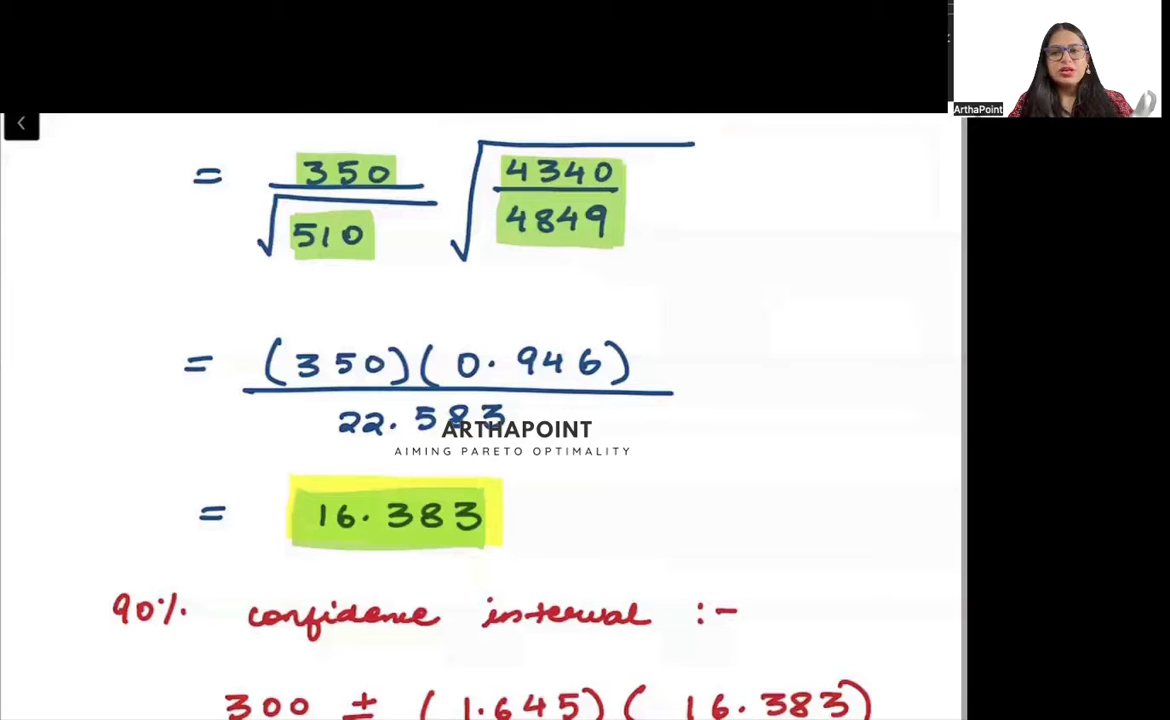 ArthaPoint
= 350 4340
√510 √4849
= (350)(0.946)
22.583
ARTHAPOINT
AIMING PARETO OPTIMALITY
= 16.383
90% confidence interval :-
300 ± (1.645)(16.383)